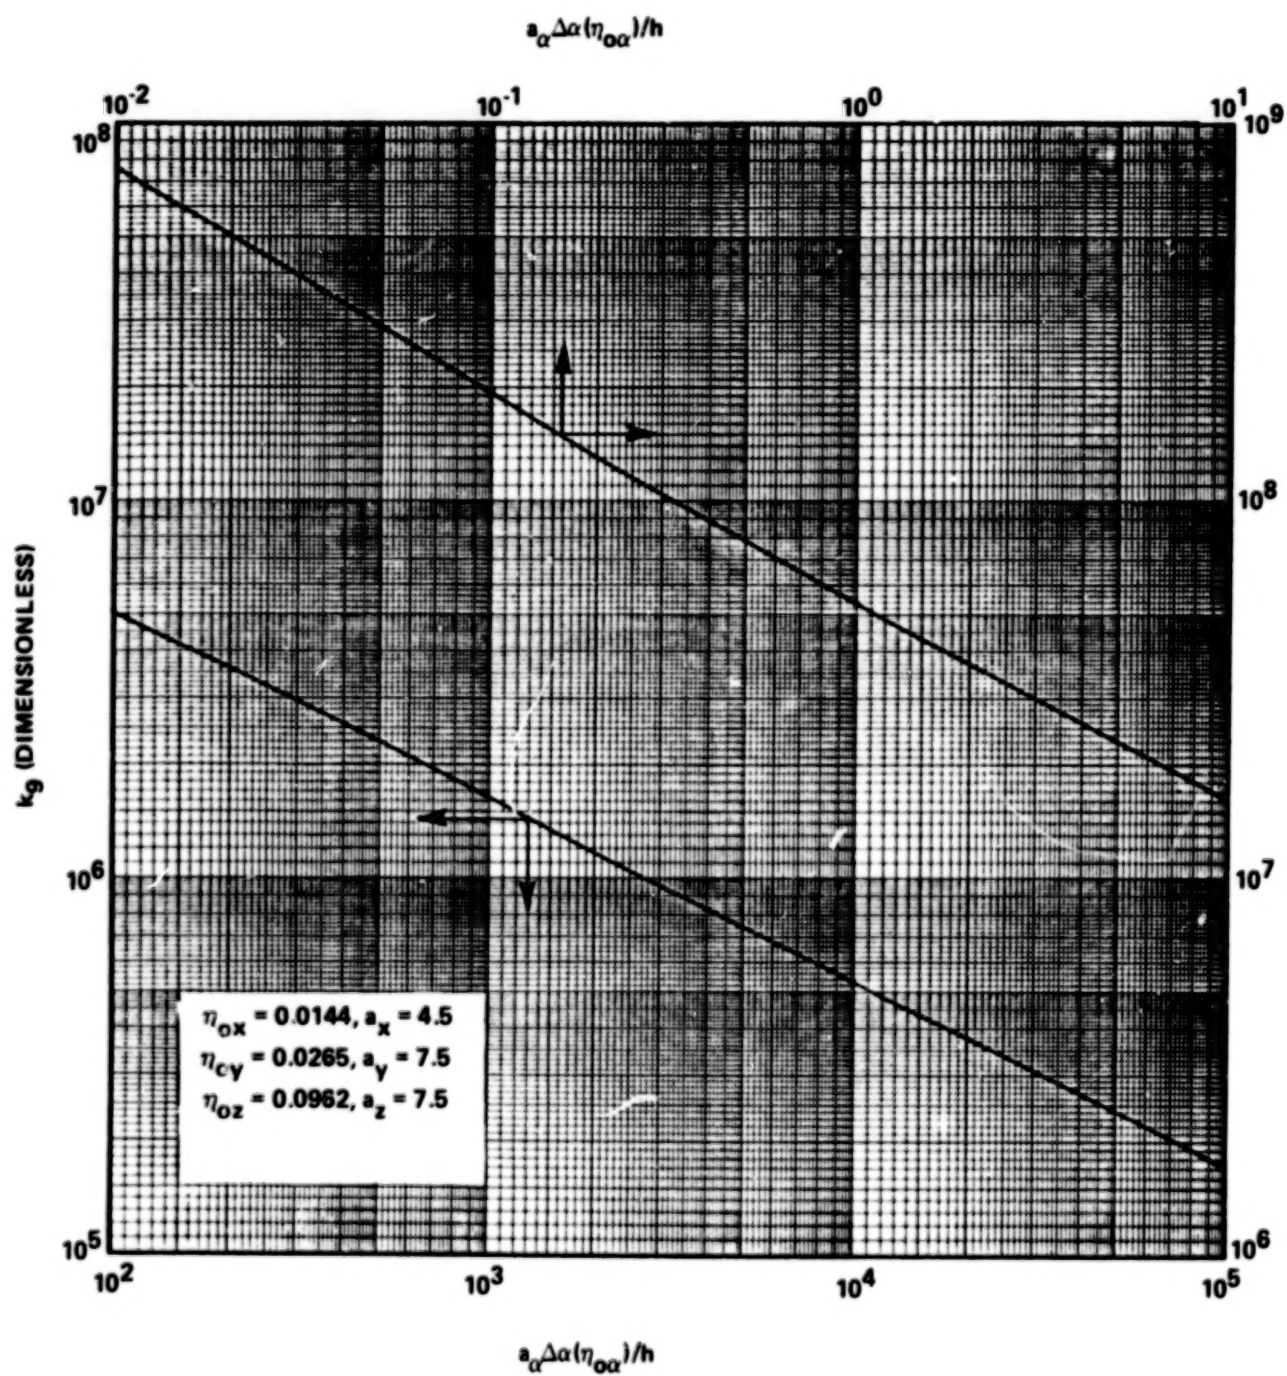 aαΔα(ηoα)/h
10-2 10-1 100 101
108 109
107 108
106 107
105 106
k9 (DIMENSIONLESS)
ηox = 0.0144, ax = 4.5
ηoy = 0.0265, ay = 7.5
ηoz = 0.0962, az = 7.5
102 103 104 105
aαΔα(ηoα)/h